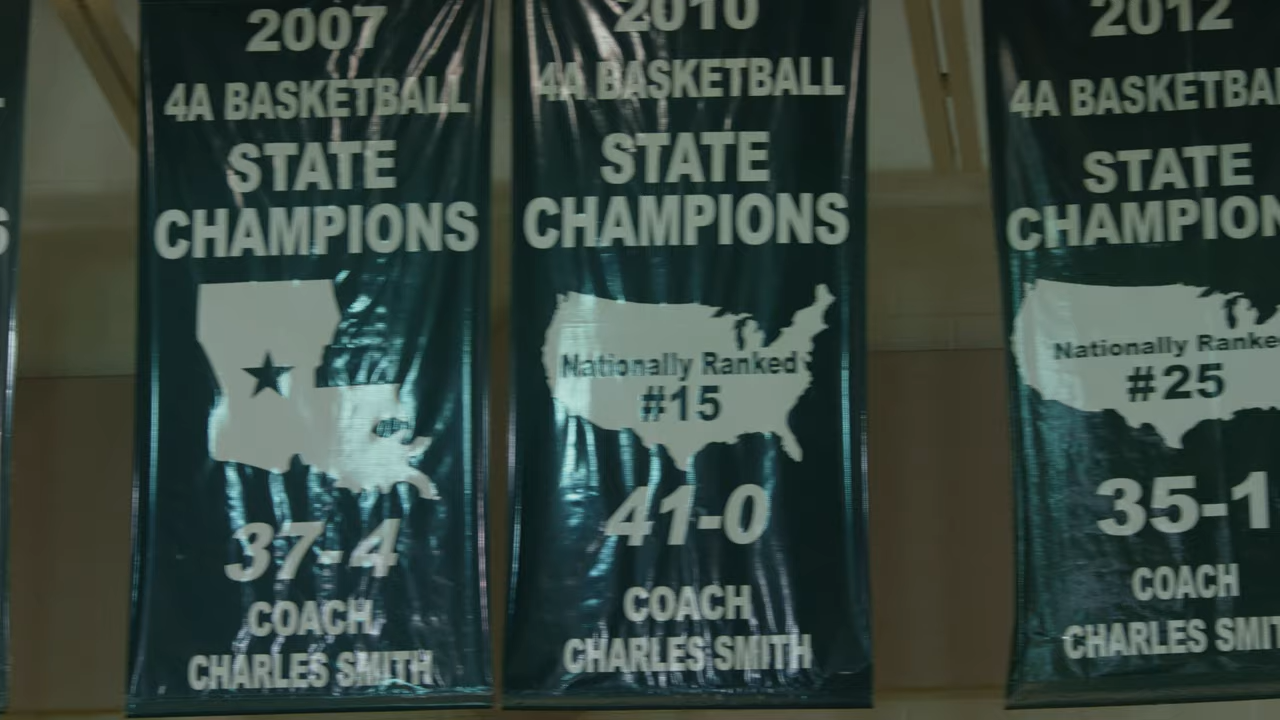 2007
4A BASKETBALL
STATE
CHAMPIONS
37-4
COACH
CHARLES SMITH
2010
4A BASKETBALL
STATE
CHAMPIONS
Nationally Ranked
#15
41-0
COACH
CHARLES SMITH
2012
4A BASKETBA
STATE
CHAMPION
Nationally Ranke
#25
35-1
COACH
CHARLES SMIT